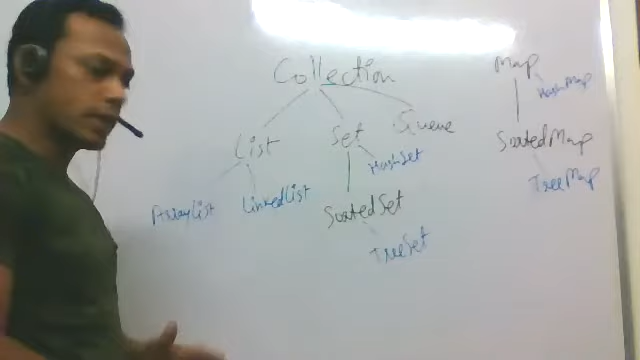 Collection
List Set Queue
HashSet
ArrayList LinkedList
SortedSet
TreeSet
Map
HashMap
SortedMap
TreeMap